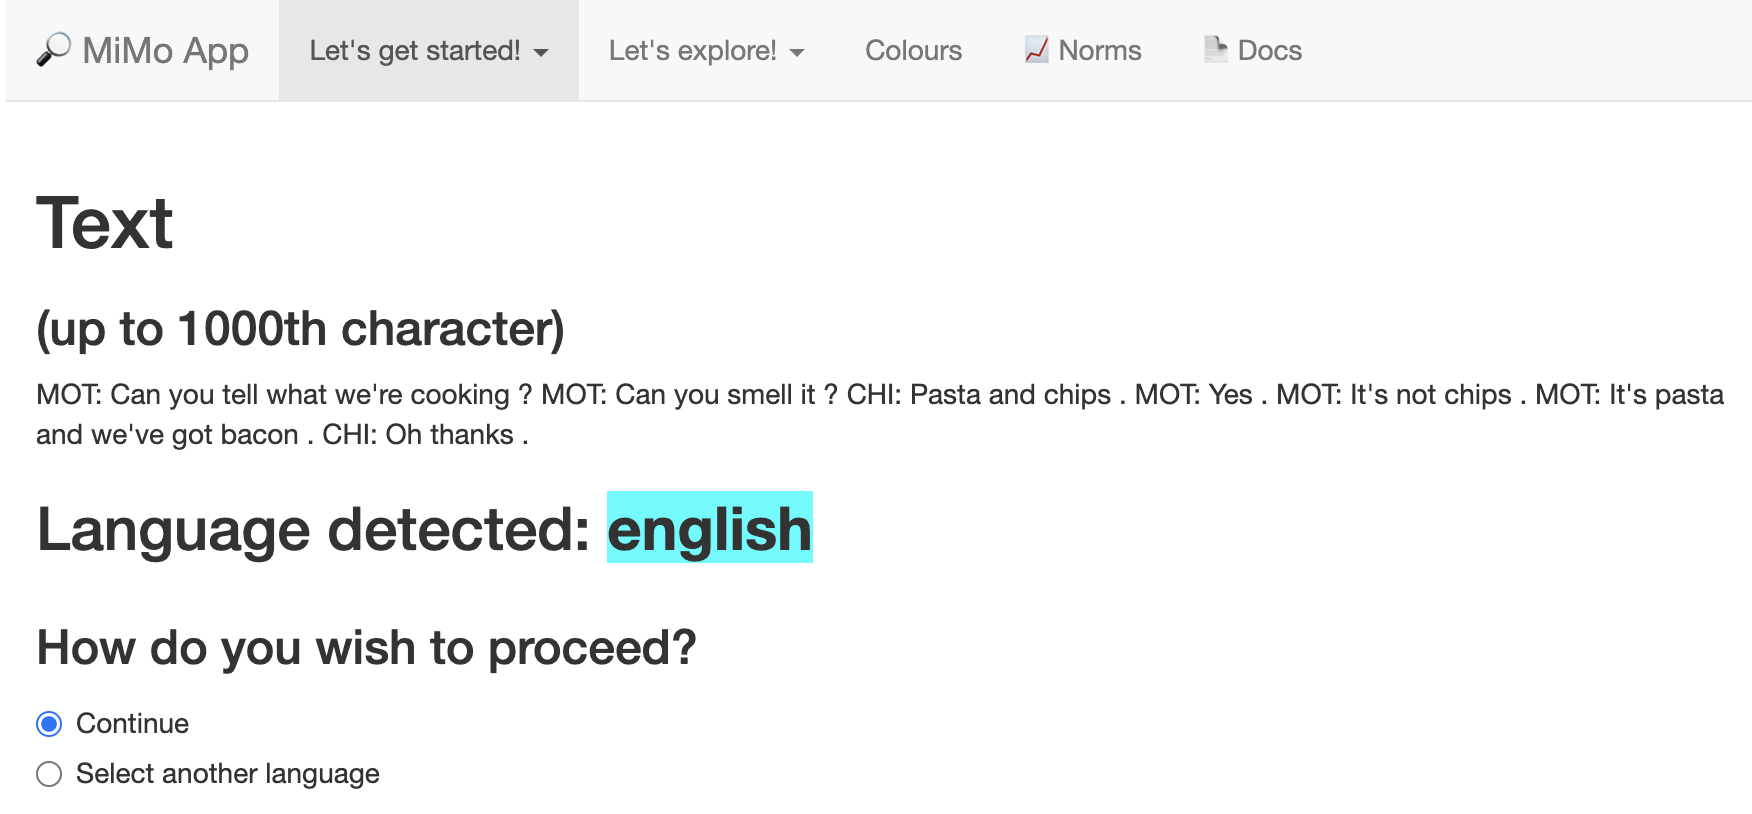 MiMo App Let's get started! Let's explore! Colours Norms Docs
Text
(up to 1000th character)
MOT: Can you tell what we're cooking ? MOT: Can you smell it ? CHI: Pasta and chips . MOT: Yes . MOT: It's not chips . MOT: It's pasta
and we've got bacon . CHI: Oh thanks .
Language detected: english
How do you wish to proceed?
Continue
Select another language